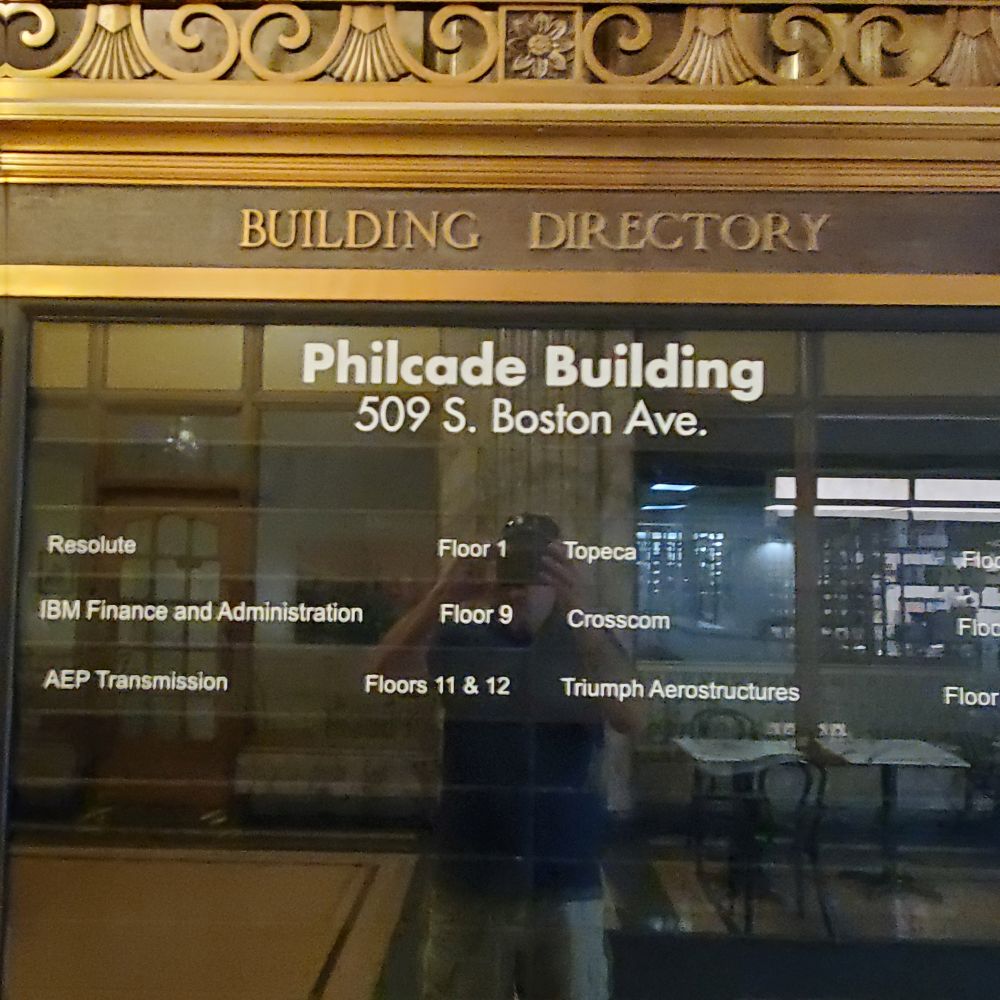 BUILDING DIRECTORY
Philcade Building
509 S. Boston Ave.
Resolute Floor 1 Topeca
IBM Finance and Administration Floor 9 Crosscom
AEP Transmission Floors 11 & 12 Triumph Aerostructures Floor